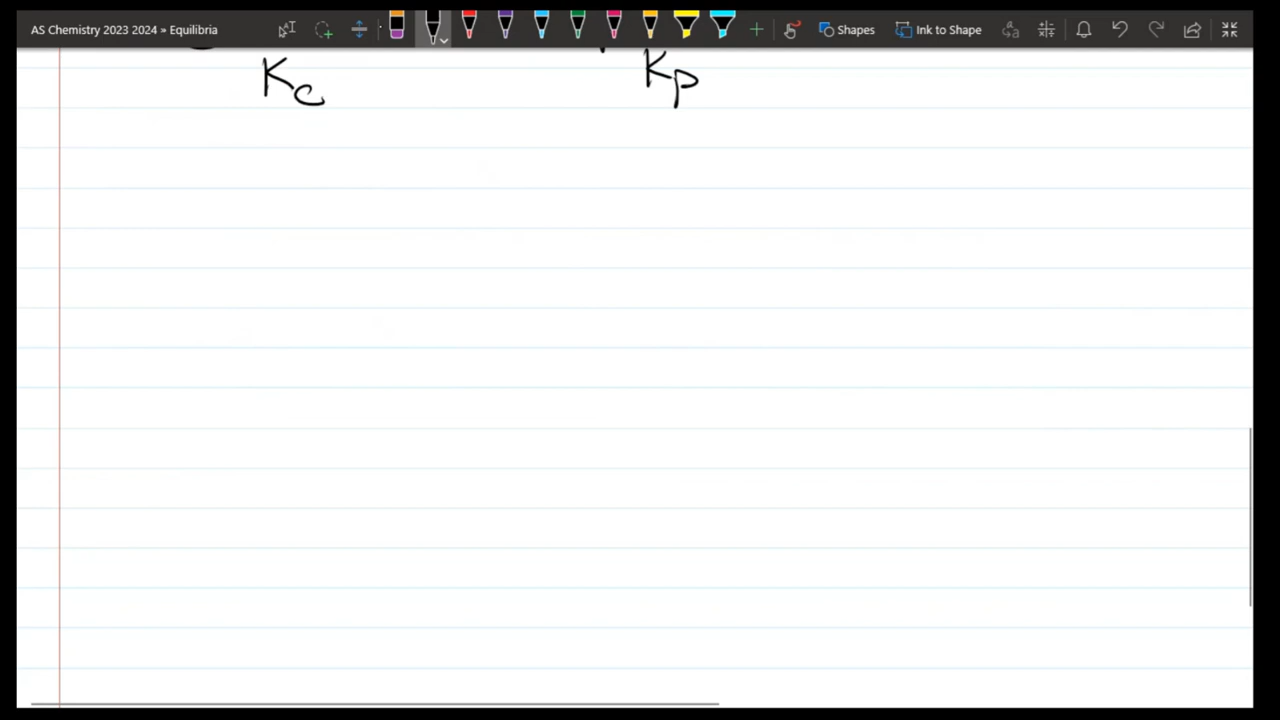 AS Chemistry 2023 2024 » Equilibria
Shapes
Ink to Shape
Kc
Kp